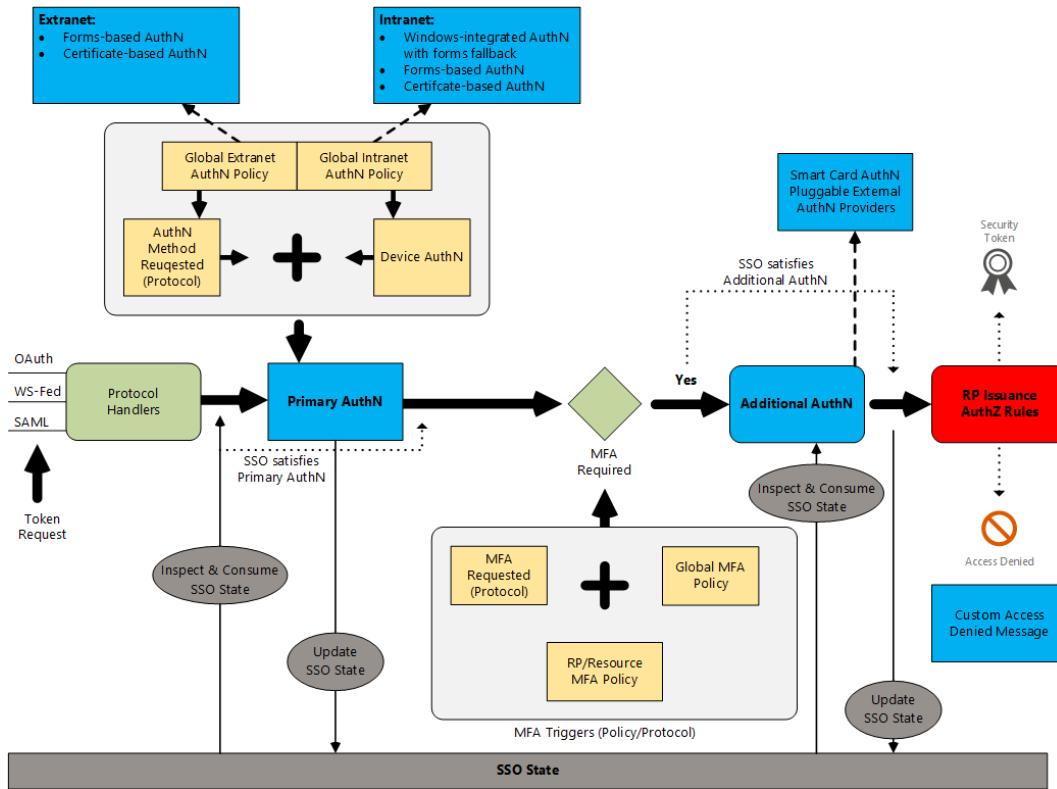 Extranet:
• Forms-based AuthN
• Certificate-based AuthN
Intranet:
• Windows-integrated AuthN
with forms fallback
• Forms-based AuthN
• Certifcate-based AuthN
Global Extranet
AuthN Policy
Global Intranet
AuthN Policy
AuthN
Method
Reuqested
(Protocol)
Device AuthN
Smart Card AuthN
Pluggable External
AuthN Providers
Security
Token
SSO satisfies
Additional AuthN
OAuth
WS-Fed
SAML
Protocol
Handlers
Primary AuthN
Yes
Additional AuthN
RP Issuance
AuthZ Rules
SSO satisfies
Primary AuthN
MFA
Required
Token
Request
Inspect & Consume
SSO State
Inspect & Consume
SSO State
Access Denied
MFA
Requested
(Protocol)
Global MFA
Policy
RP/Resource
MFA Policy
Custom Access
Denied Message
Update
SSO State
Update
SSO State
MFA Triggers (Policy/Protocol)
SSO State